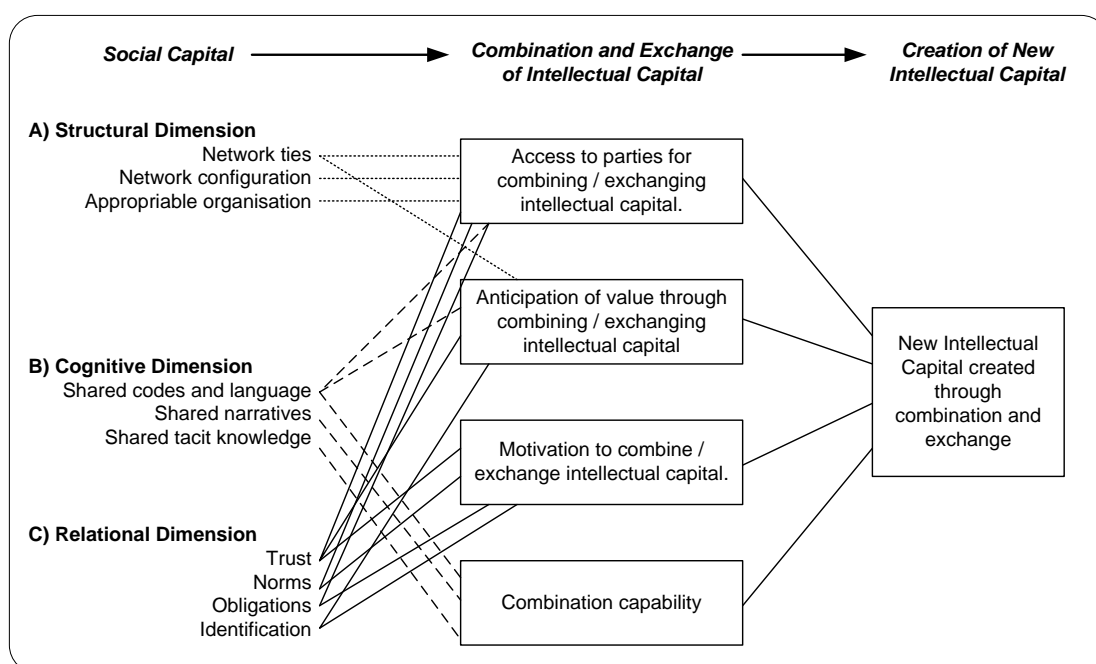 Social Capital
Combination and Exchange
of Intellectual Capital
Creation of New
Intellectual Capital
A) Structural Dimension
Network ties
Network configuration
Appropriable organisation
B) Cognitive Dimension
Shared codes and language
Shared narratives
Shared tacit knowledge
C) Relational Dimension
Trust
Norms
Obligations
Identification
Access to parties for
combining / exchanging
intellectual capital.
Anticipation of value through
combining / exchanging
intellectual capital
Motivation to combine /
exchange intellectual capital.
Combination capability
New Intellectual
Capital created
through
combination and
exchange